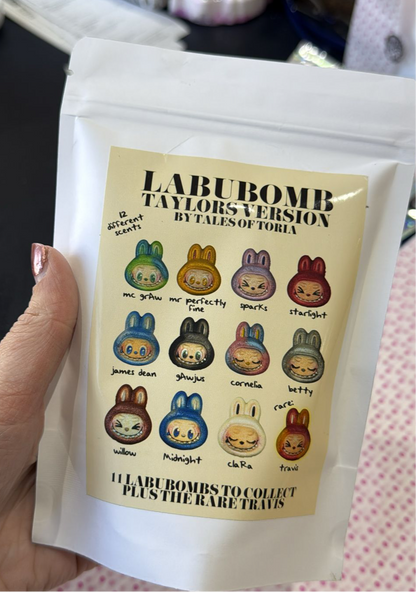 LABUBOMB
TAYLORS VERSION
BY TALES OF TORIA
12
different
scents
mc grAw
mr perfectly
fine
sparks
starlight
james dean
gAwjus
cornelia
betty
rare:
willow
Midnight
claRa
travis
11 LABUBOMBS TO COLLECT
PLUS THE RARE TRAVIS